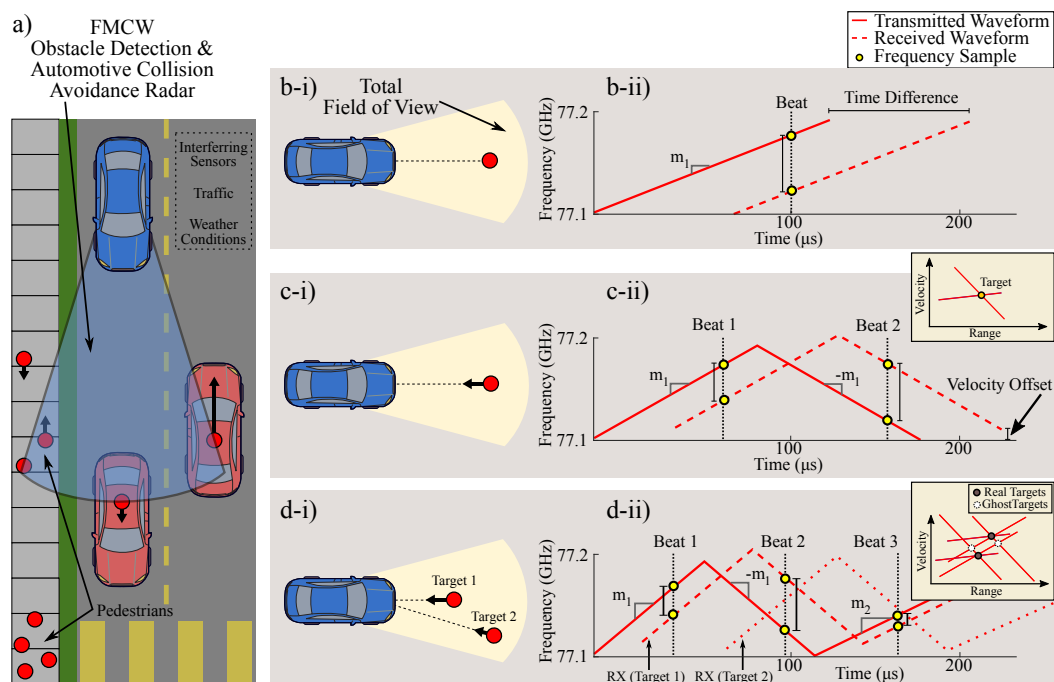 a)
FMCW
Obstacle Detection &
Automotive Collision
Avoidance Radar
Interfering
Sensors
Traffic
Weather
Conditions
Pedestrians
Transmitted Waveform
Received Waveform
Frequency Sample
b-i)
Total
Field of View
b-ii)
Beat
Time Difference
m1
Frequency (GHz)
77.2
77.1
100
200
Time (µs)
c-i)
c-ii)
Beat 1
Beat 2
m1
-m1
Velocity Offset
Frequency (GHz)
77.2
77.1
100
200
Time (µs)
Velocity
Target
Range
d-i)
Target 1
Target 2
d-ii)
Beat 1
Beat 2
Beat 3
m1
-m1
m2
Frequency (GHz)
77.2
77.1
100
200
Time (µs)
RX (Target 1)
RX (Target 2)
Real Targets
GhostTargets
Velocity
Range